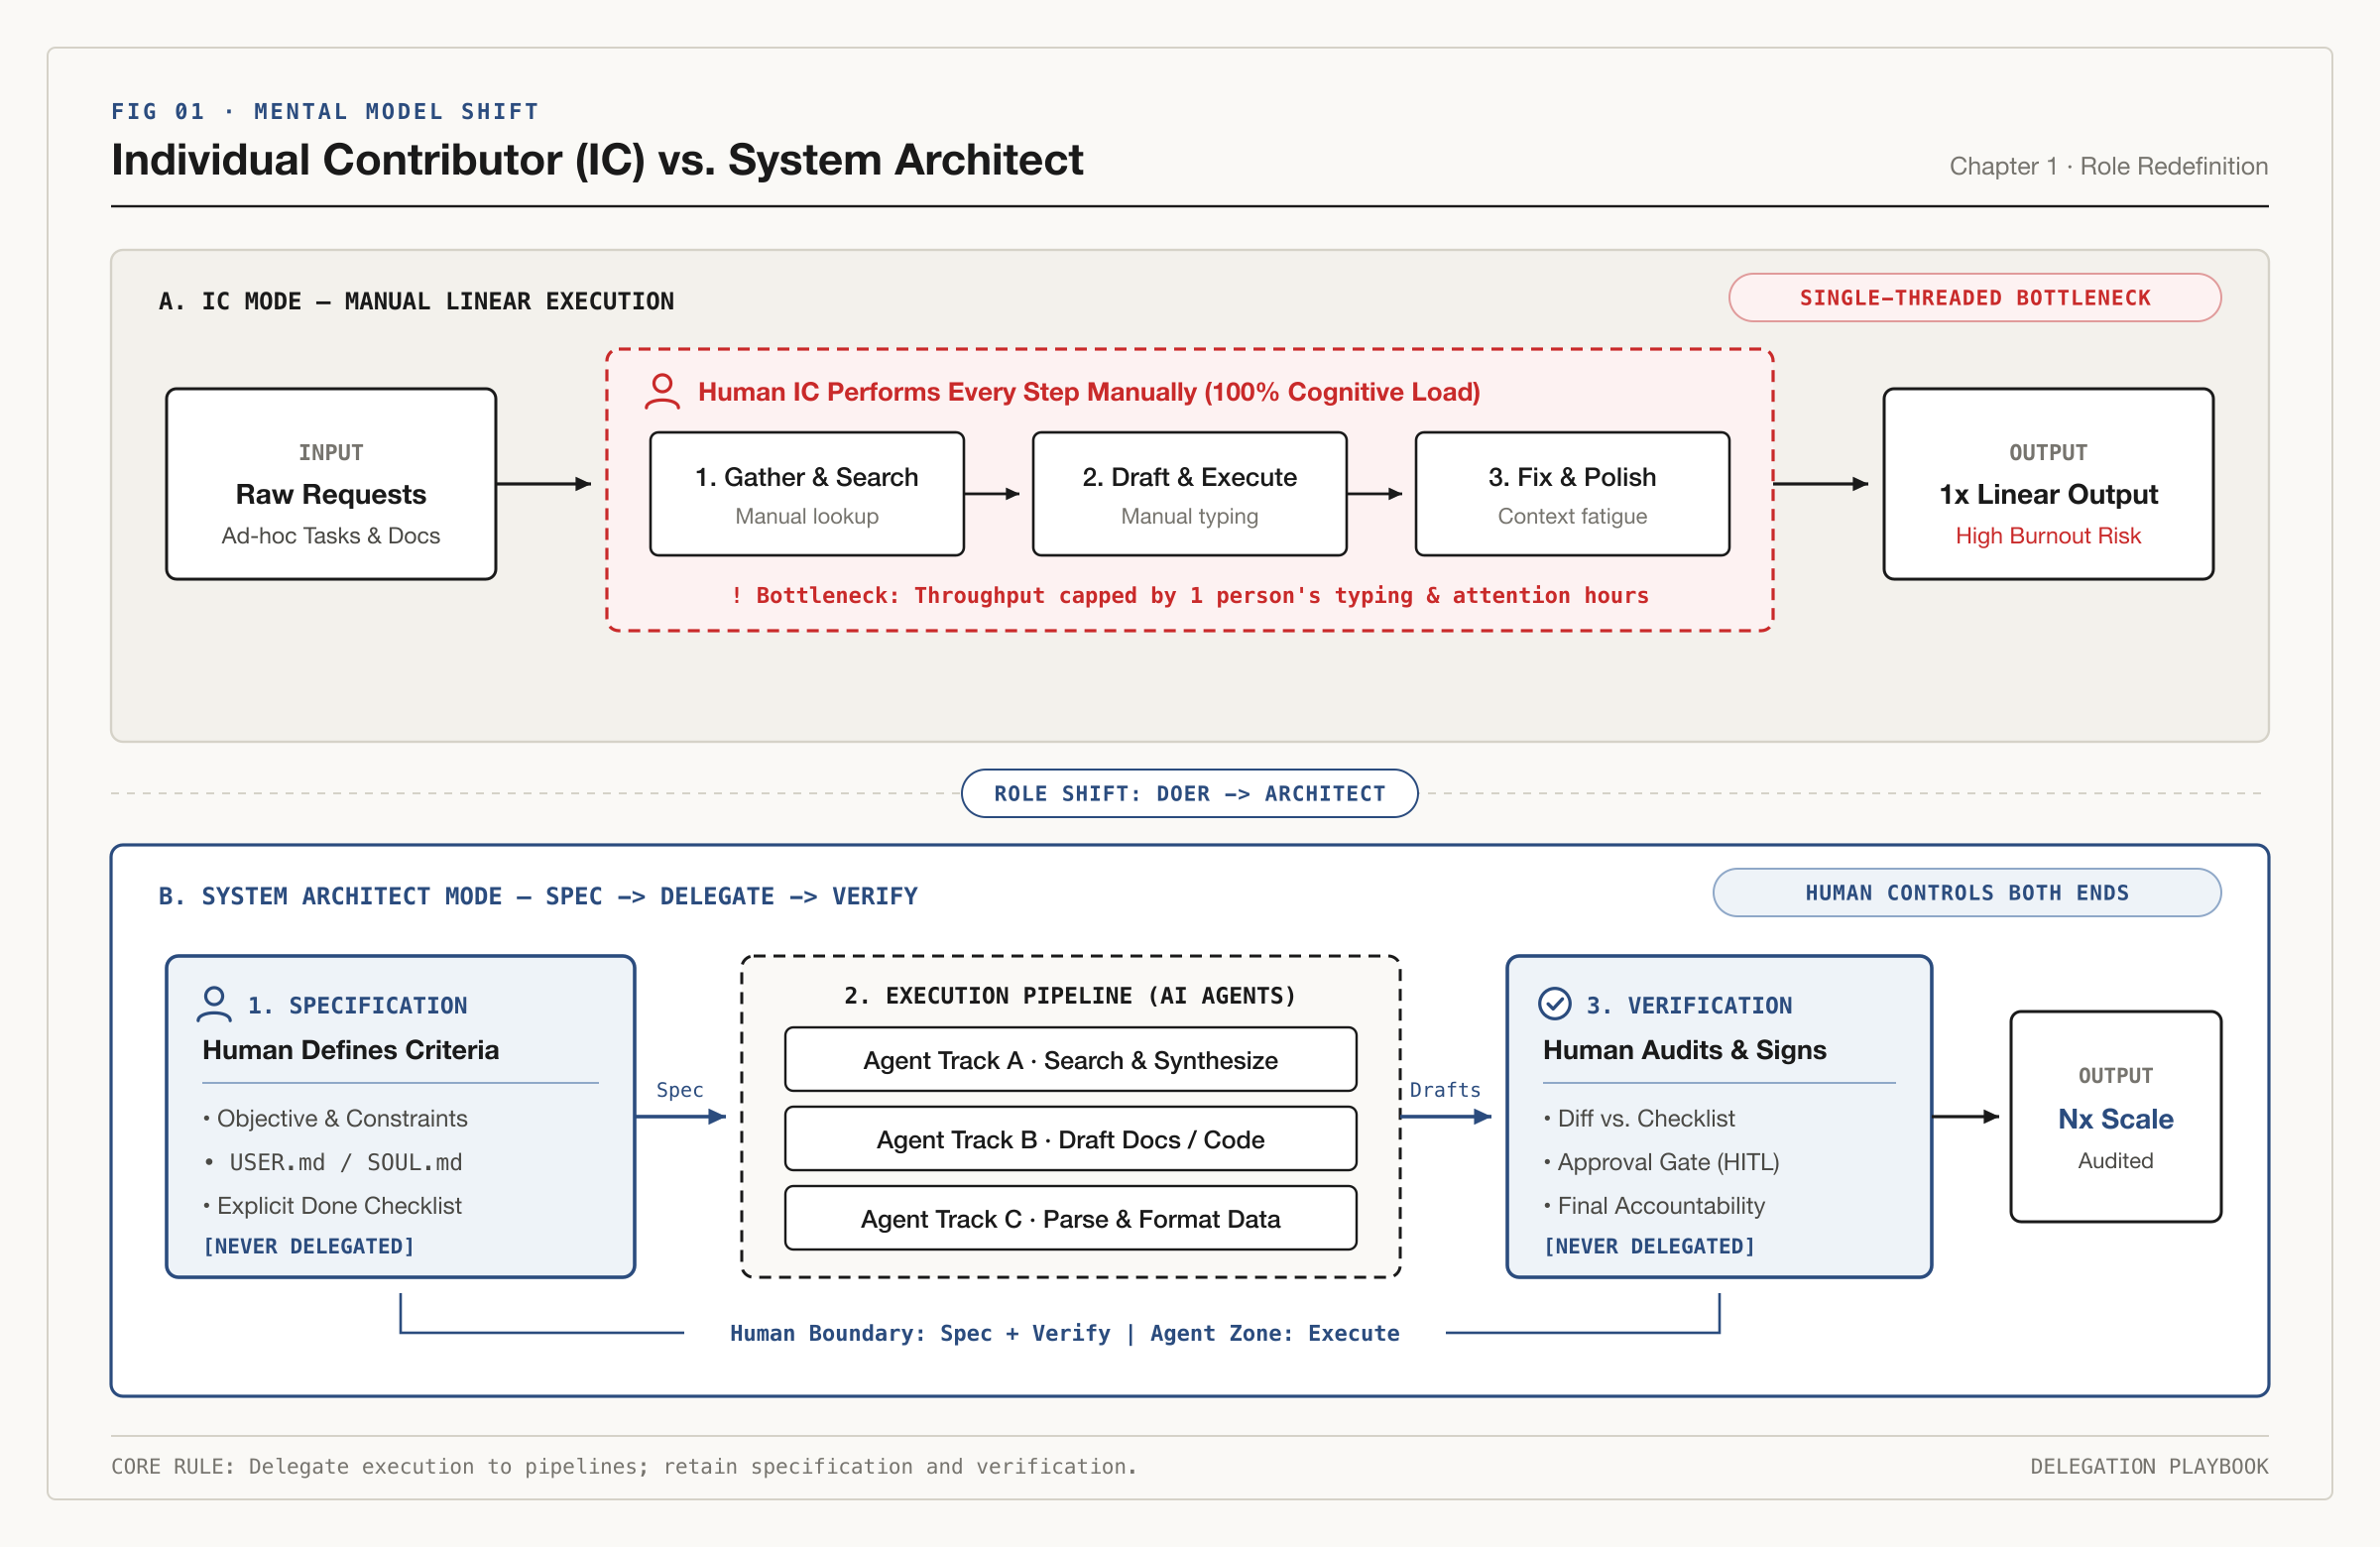 FIG 01 · MENTAL MODEL SHIFT
Individual Contributor (IC) vs. System Architect
Chapter 1 · Role Redefinition
A. IC MODE — MANUAL LINEAR EXECUTION
SINGLE-THREADED BOTTLENECK
INPUT
Raw Requests
Ad-hoc Tasks & Docs
Human IC Performs Every Step Manually (100% Cognitive Load)
1. Gather & Search
Manual lookup
2. Draft & Execute
Manual typing
3. Fix & Polish
Context fatigue
! Bottleneck: Throughput capped by 1 person's typing & attention hours
OUTPUT
1x Linear Output
High Burnout Risk
ROLE SHIFT: DOER -> ARCHITECT
B. SYSTEM ARCHITECT MODE — SPEC -> DELEGATE -> VERIFY
HUMAN CONTROLS BOTH ENDS
1. SPECIFICATION
Human Defines Criteria
• Objective & Constraints
• USER.md / SOUL.md
• Explicit Done Checklist
[NEVER DELEGATED]
Spec
2. EXECUTION PIPELINE (AI AGENTS)
Agent Track A · Search & Synthesize
Agent Track B · Draft Docs / Code
Agent Track C · Parse & Format Data
Drafts
3. VERIFICATION
Human Audits & Signs
• Diff vs. Checklist
• Approval Gate (HITL)
• Final Accountability
[NEVER DELEGATED]
OUTPUT
Nx Scale
Audited
Human Boundary: Spec + Verify | Agent Zone: Execute
CORE RULE: Delegate execution to pipelines; retain specification and verification.
DELEGATION PLAYBOOK